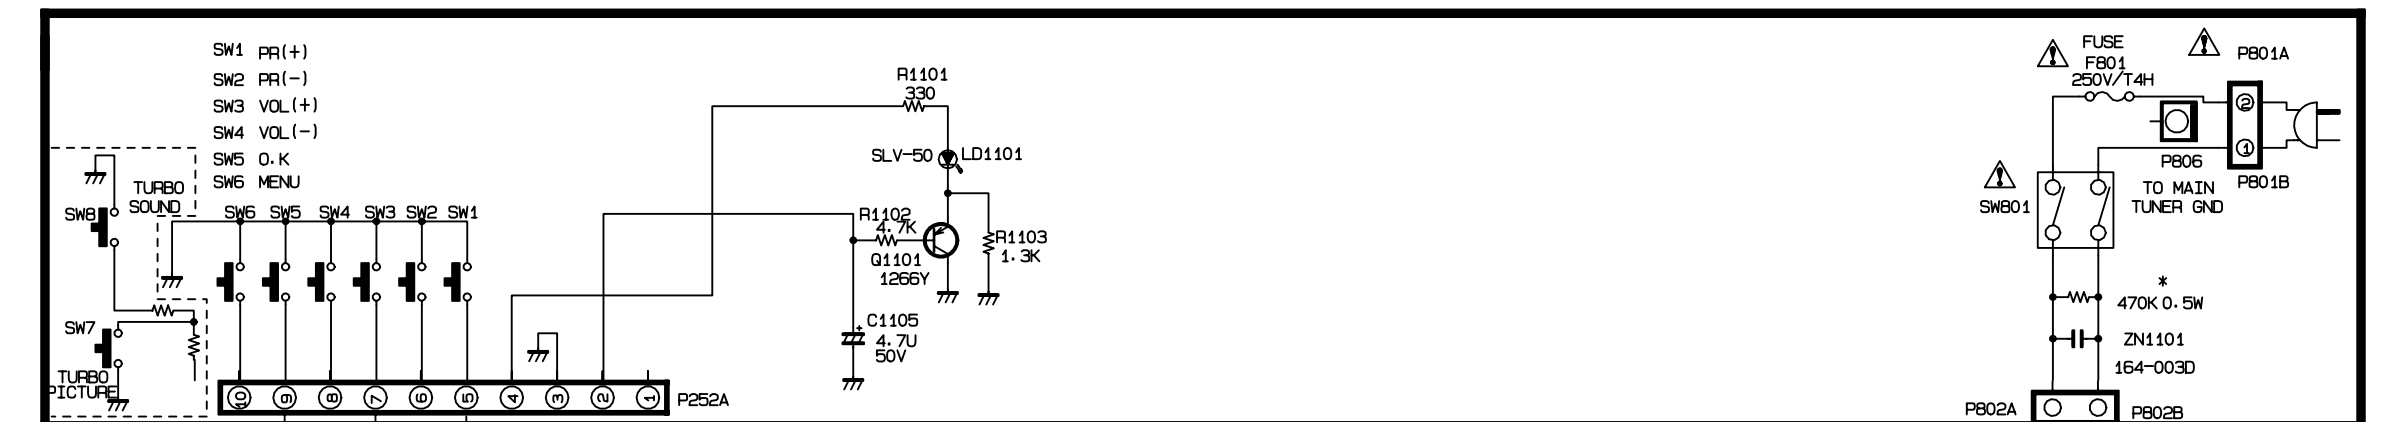 SW1 PR(+)
SW2 PR(-)
SW3 VOL(+)
SW4 VOL(-)
SW5 O.K
SW6 MENU
TURBO
SOUND
SW8
SW6 SW5 SW4 SW3 SW2 SW1
SW7
TURBO
PICTURE
10 9 8 7 6 5 4 3 2 1
P252A
R1101
330
SLV-50
LD1101
R1102
4.7K
Q1101
1266Y
R1103
1.3K
C1105
+
4.7U
50V
FUSE
F801
250V/T4H
!
!
P801A
2
1
P801B
P806
TO MAIN
TUNER GND
!
SW801
*
470K 0.5W
ZN1101
164-003D
P802A
P802B